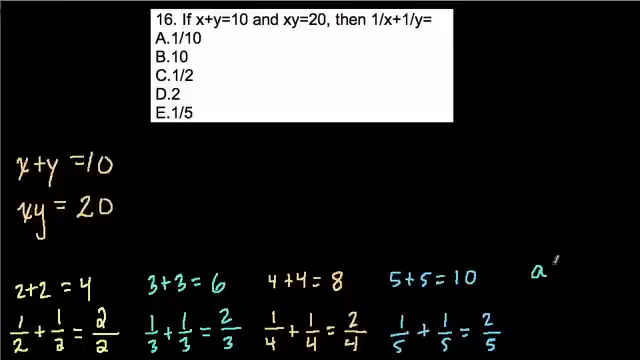 16. If x+y=10 and xy=20, then 1/x+1/y=
A.1/10
B.10
C.1/2
D.2
E.1/5
x+y =10
xy = 20
2+2 =4 3+3=6 4+4=8 5+5=10 a
1/2 + 1/2 = 2/2 1/3 + 1/3 = 2/3 1/4 + 1/4 = 2/4 1/5 + 1/5 = 2/5